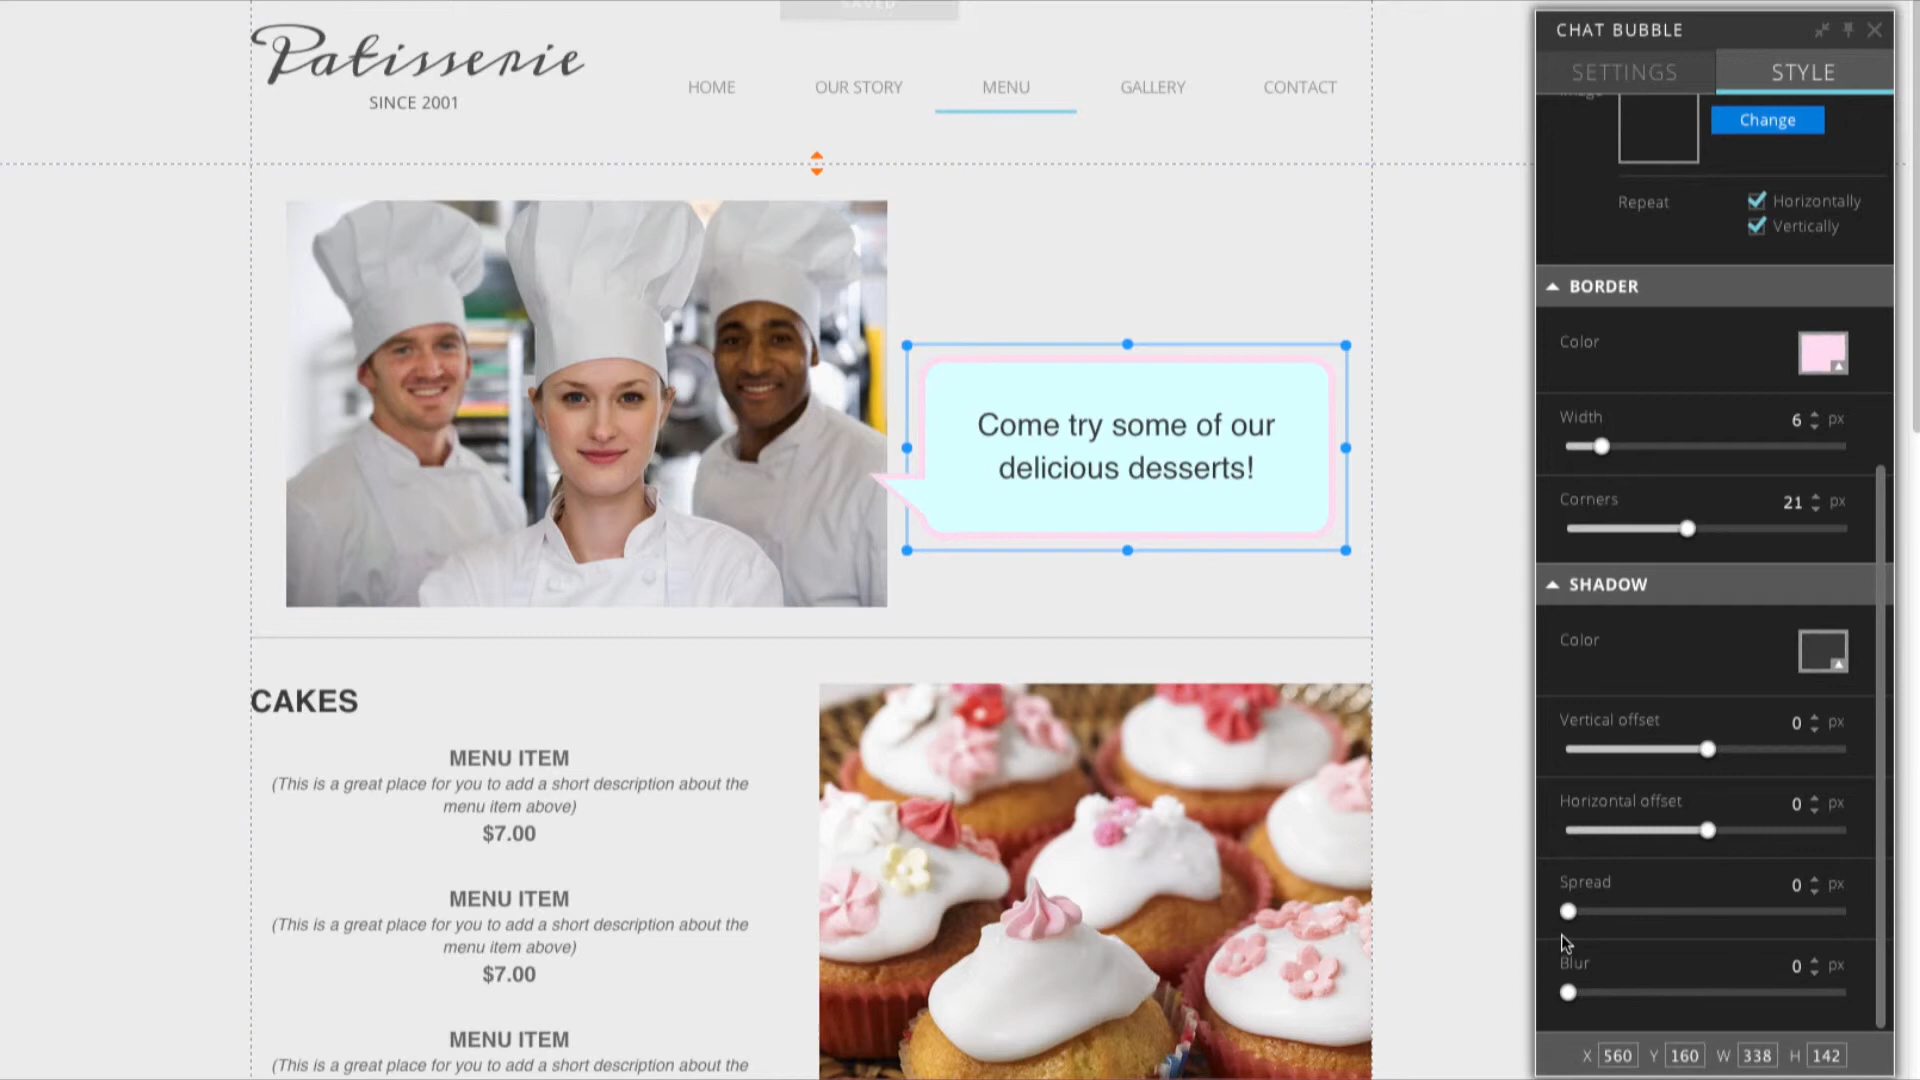 SAVED
Patisserie
SINCE 2001
HOME
OUR STORY
MENU
GALLERY
CONTACT
Come try some of our
delicious desserts!
CAKES
MENU ITEM
(This is a great place for you to add a short description about the
menu item above)
$7.00
MENU ITEM
(This is a great place for you to add a short description about the
menu item above)
$7.00
MENU ITEM
(This is a great place for you to add a short description about the
CHAT BUBBLE
SETTINGS
STYLE
Image
Change
Repeat
Horizontally
Vertically
BORDER
Color
Width 6 px
Corners 21 px
SHADOW
Color
Vertical offset 0 px
Horizontal offset 0 px
Spread 0 px
Blur 0 px
X 560 Y 160 W 338 H 142